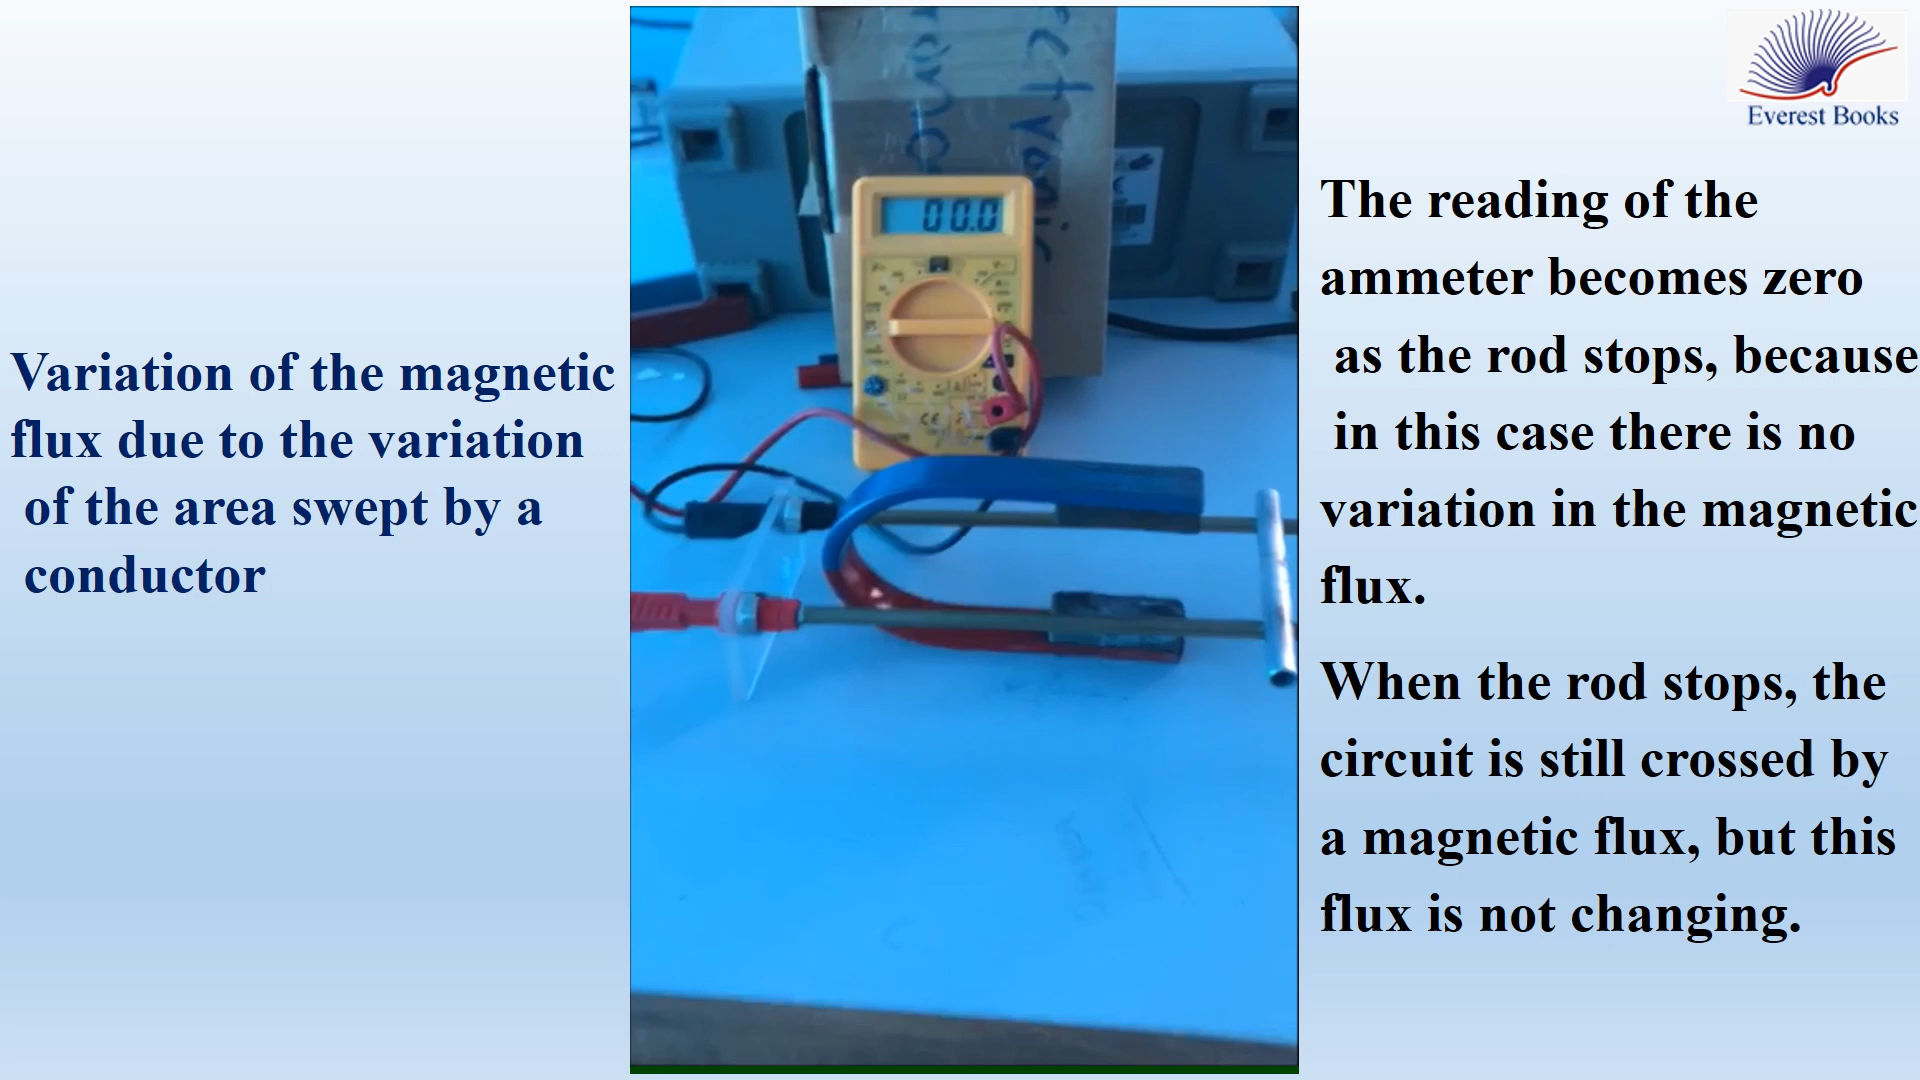 Everest Books
Variation of the magnetic
flux due to the variation
of the area swept by a
conductor
00.0
The reading of the
ammeter becomes zero
as the rod stops, because
in this case there is no
variation in the magnetic
flux.
When the rod stops, the
circuit is still crossed by
a magnetic flux, but this
flux is not changing.